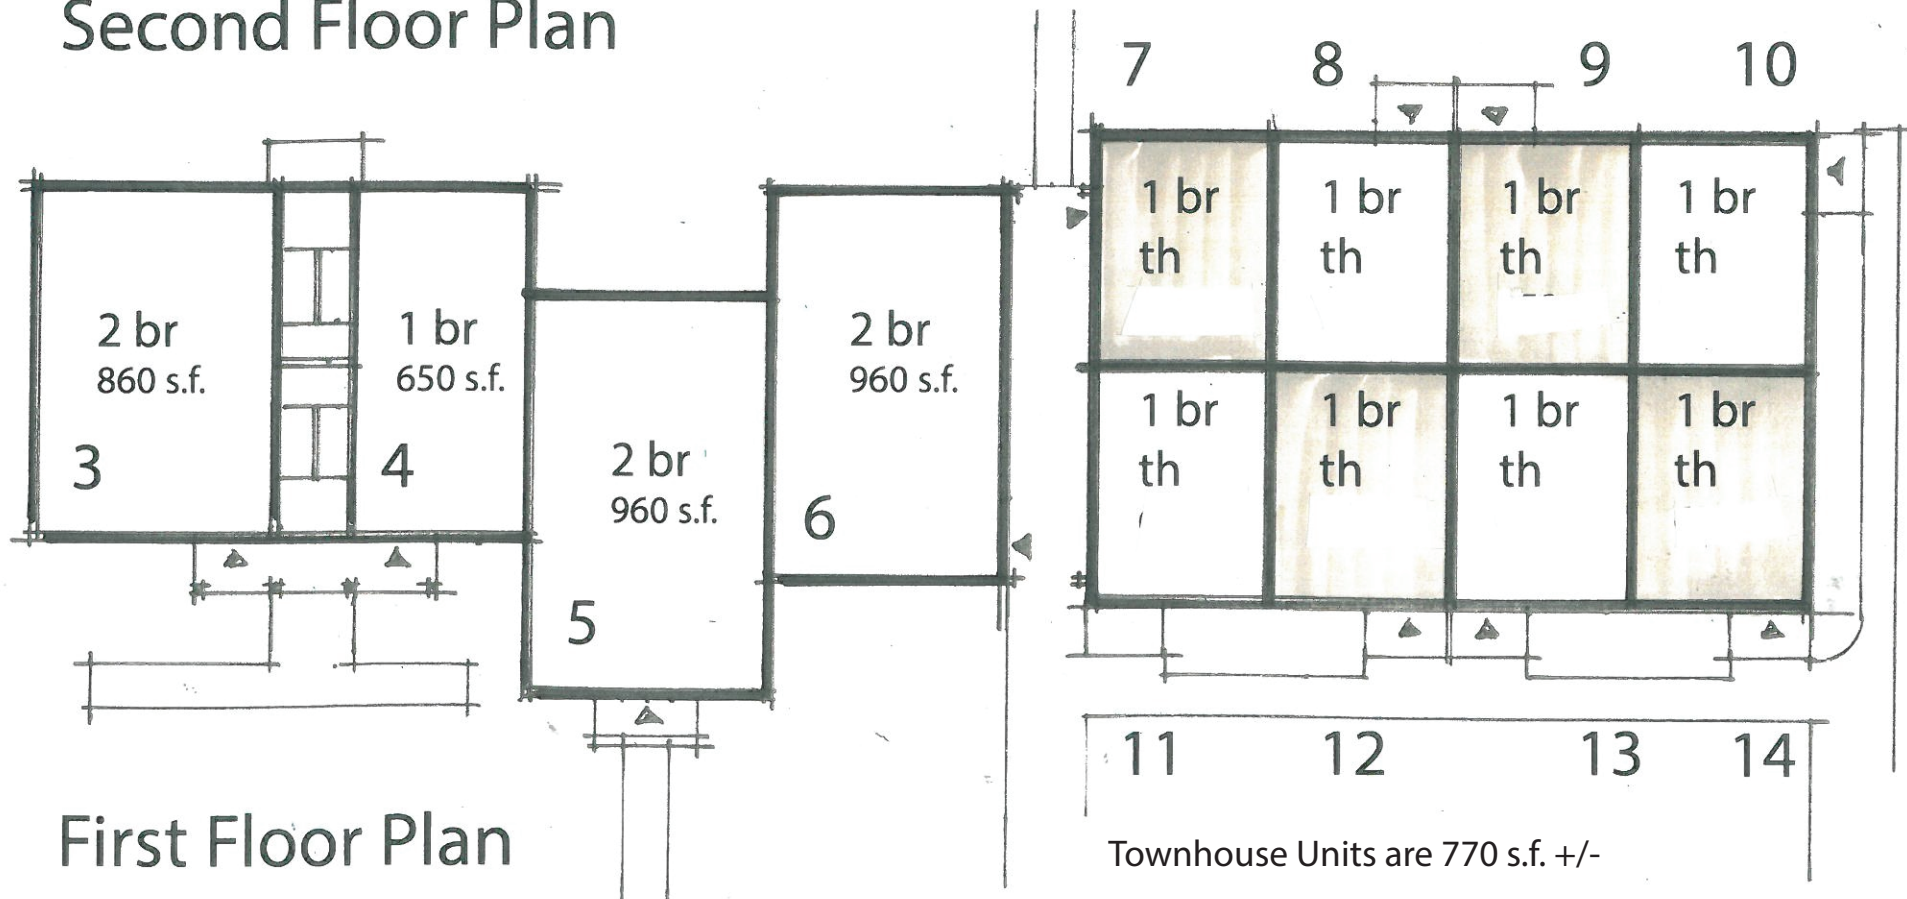 Second Floor Plan
7 8 9 10
1 br
th
1 br
th
1 br
th
1 br
th
2 br
860 s.f.
3
1 br
650 s.f.
4
2 br
960 s.f.
5
2 br
960 s.f.
6
1 br
th
1 br
th
1 br
th
1 br
th
11 12 13 14
First Floor Plan
Townhouse Units are 770 s.f. +/-